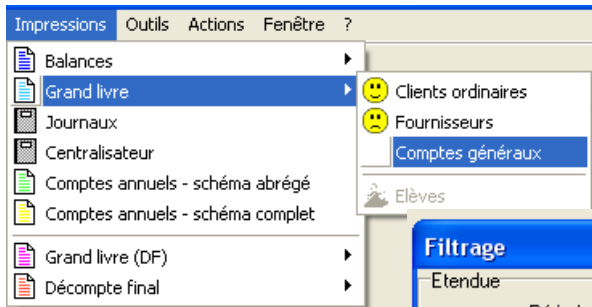 Impressions Outils Actions Fenêtre ?
Balances
Grand livre
Journaux
Centralisateur
Comptes annuels - schéma abrégé
Comptes annuels - schéma complet
Grand livre (DF)
Décompte final
Clients ordinaires
Fournisseurs
Comptes généraux
Elèves
Filtrage
Etendue